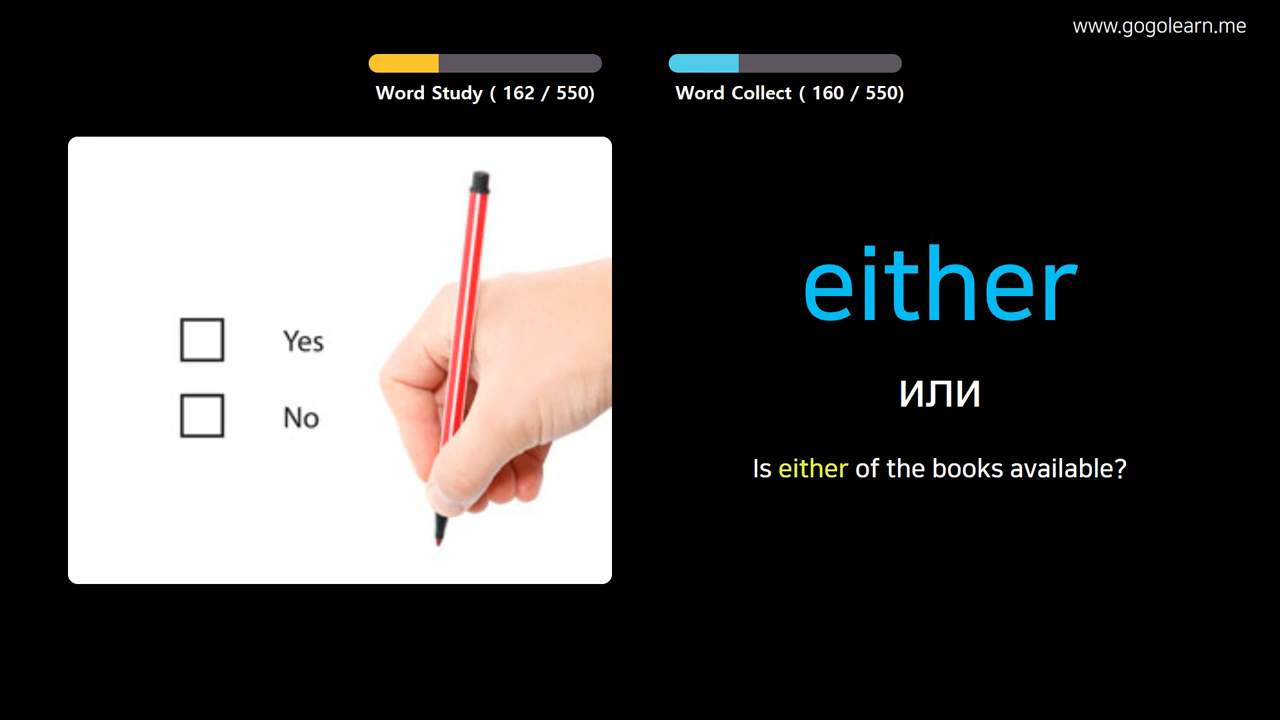 www.gogolearn.me
Word Study ( 162 / 550)
Word Collect ( 160 / 550)
Yes
No
either
или
Is either of the books available?